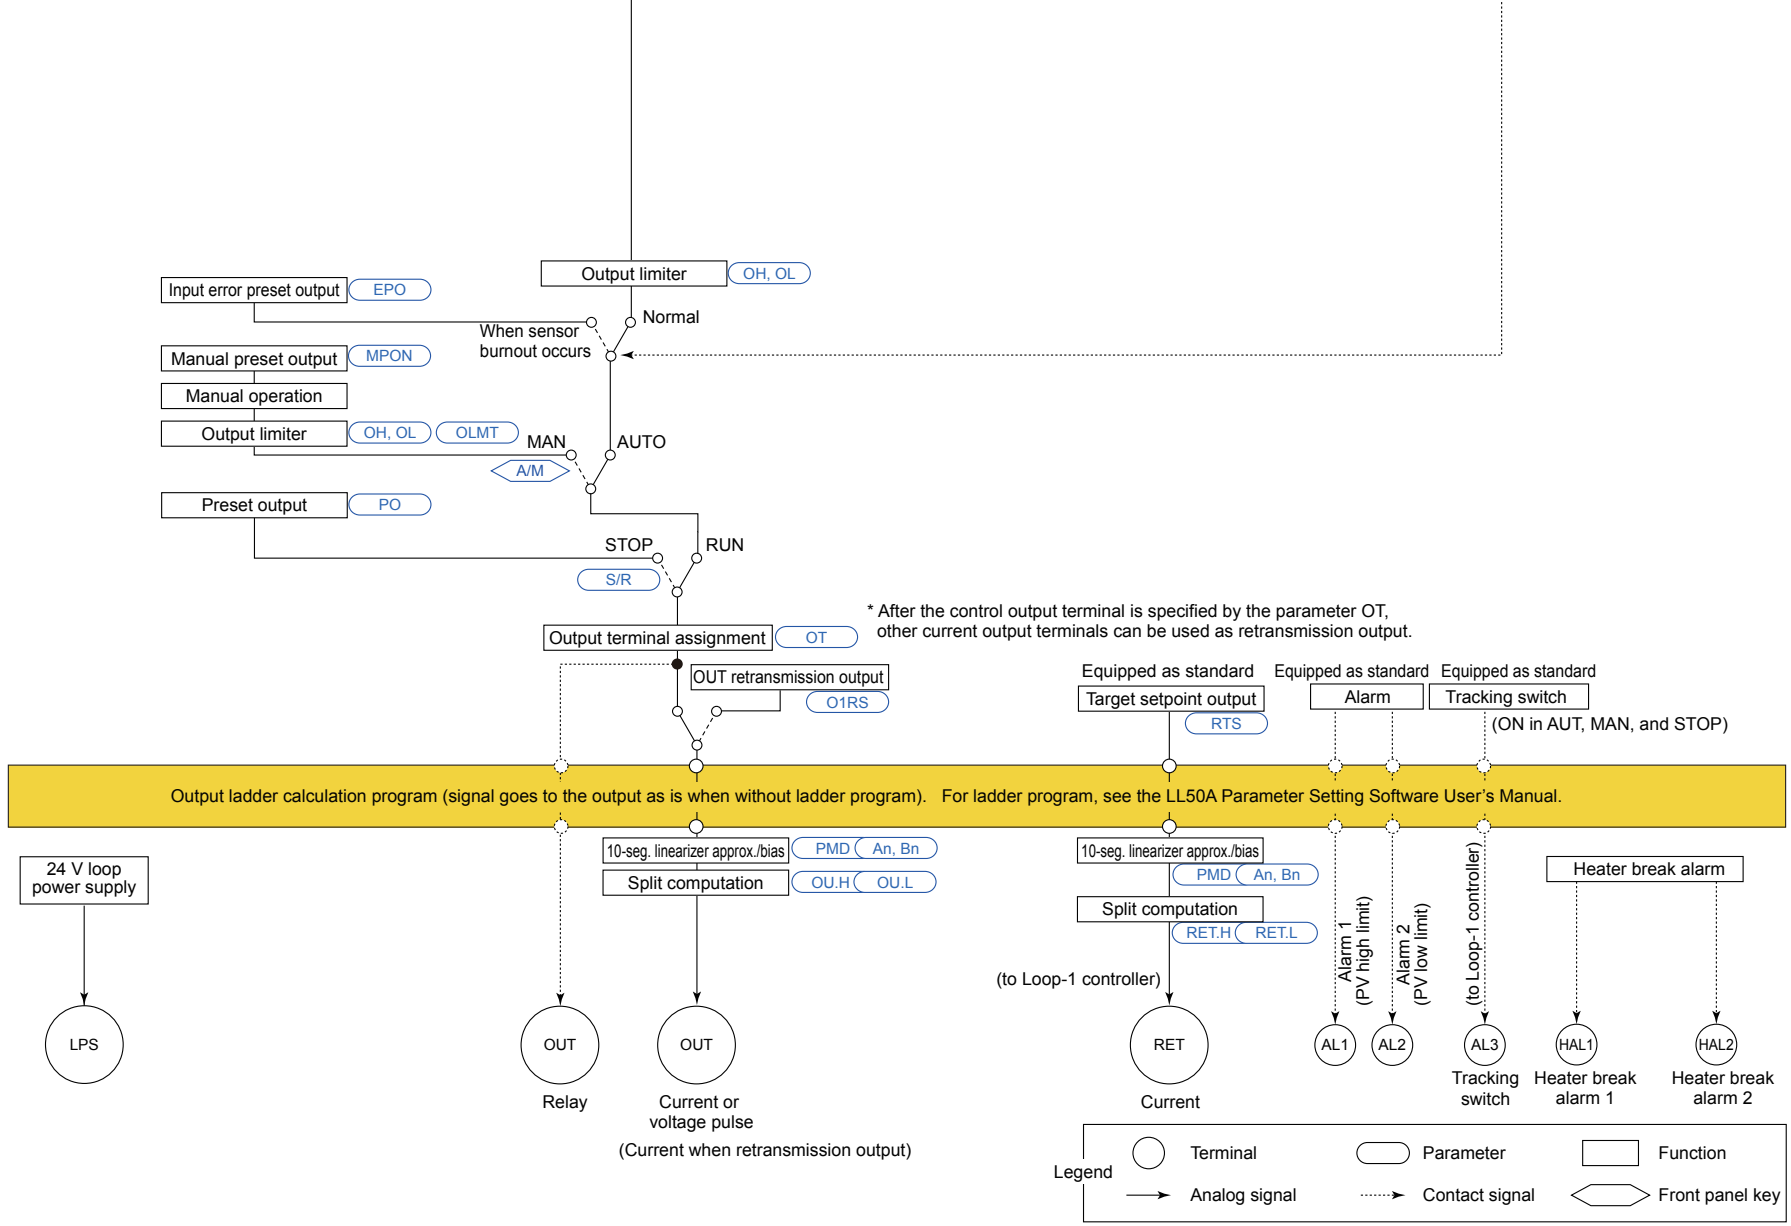 Output limiter
OH, OL
Input error preset output
EPO
Normal
When sensor
burnout occurs
Manual preset output
MPON
Manual operation
Output limiter
OH, OL
OLMT
MAN
AUTO
A/M
Preset output
PO
STOP
RUN
S/R
* After the control output terminal is specified by the parameter OT,
other current output terminals can be used as retransmission output.
Output terminal assignment
OT
OUT retransmission output
O1RS
Equipped as standard
Target setpoint output
RTS
Equipped as standard
Alarm
Equipped as standard
Tracking switch
(ON in AUT, MAN, and STOP)
Output ladder calculation program (signal goes to the output as is when without ladder program). For ladder program, see the LL50A Parameter Setting Software User's Manual.
24 V loop
power supply
10-seg. linearizer approx./bias
PMD
An, Bn
Split computation
OU.H
OU.L
10-seg. linearizer approx./bias
PMD
An, Bn
Split computation
RET.H
RET.L
(to Loop-1 controller)
Alarm 1
(PV high limit)
Alarm 2
(PV low limit)
(to Loop-1 controller)
Heater break alarm
LPS
OUT
OUT
RET
AL1
AL2
AL3
HAL1
HAL2
Relay
Current or
voltage pulse
(Current when retransmission output)
Current
Tracking
switch
Heater break
alarm 1
Heater break
alarm 2
Legend
Terminal
Parameter
Function
Analog signal
Contact signal
Front panel key